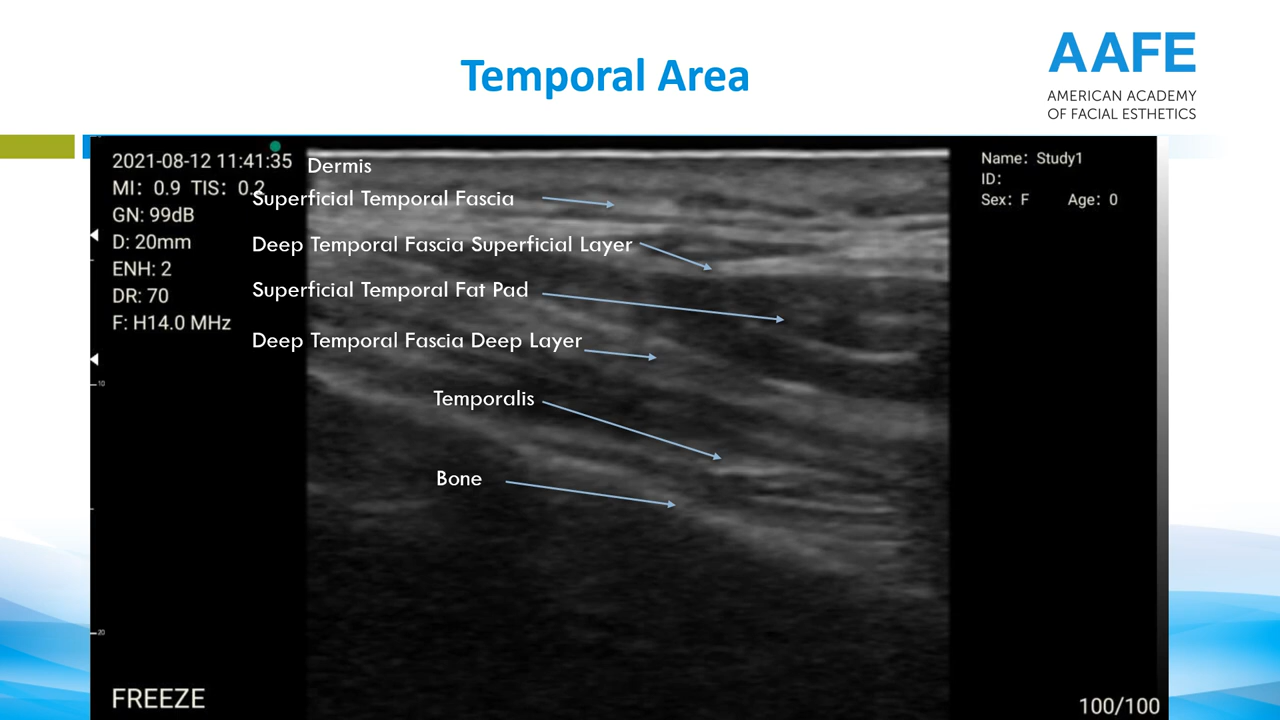 Temporal Area
AAFE
AMERICAN ACADEMY
OF FACIAL ESTHETICS
2021-08-12 11:41:35
MI: 0.9 TIS: 0.2
GN: 99dB
D: 20mm
ENH: 2
DR: 70
F: H14.0 MHz
Dermis
Superficial Temporal Fascia
Deep Temporal Fascia Superficial Layer
Superficial Temporal Fat Pad
Deep Temporal Fascia Deep Layer
Temporalis
Bone
Name: Study1
ID:
Sex: F Age: 0
10
20
FREEZE
100/100